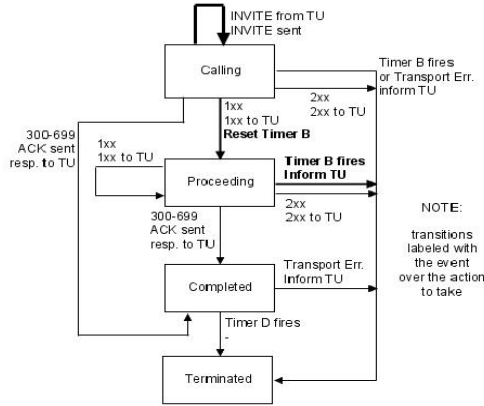 INVITE from TU
INVITE sent
Calling
Timer B fires
or Transport Err.
inform TU
2xx
2xx to TU
1xx
1xx to TU
Reset Timer B
300-699
ACK sent
resp. to TU
1xx
1xx to TU
Timer B fires
Inform TU
Proceeding
2xx
2xx to TU
300-699
ACK sent
resp. to TU
NOTE:
transitions
labeled with
the event
over the action
to take
Transport Err.
Inform TU
Completed
Timer D fires
-
Terminated